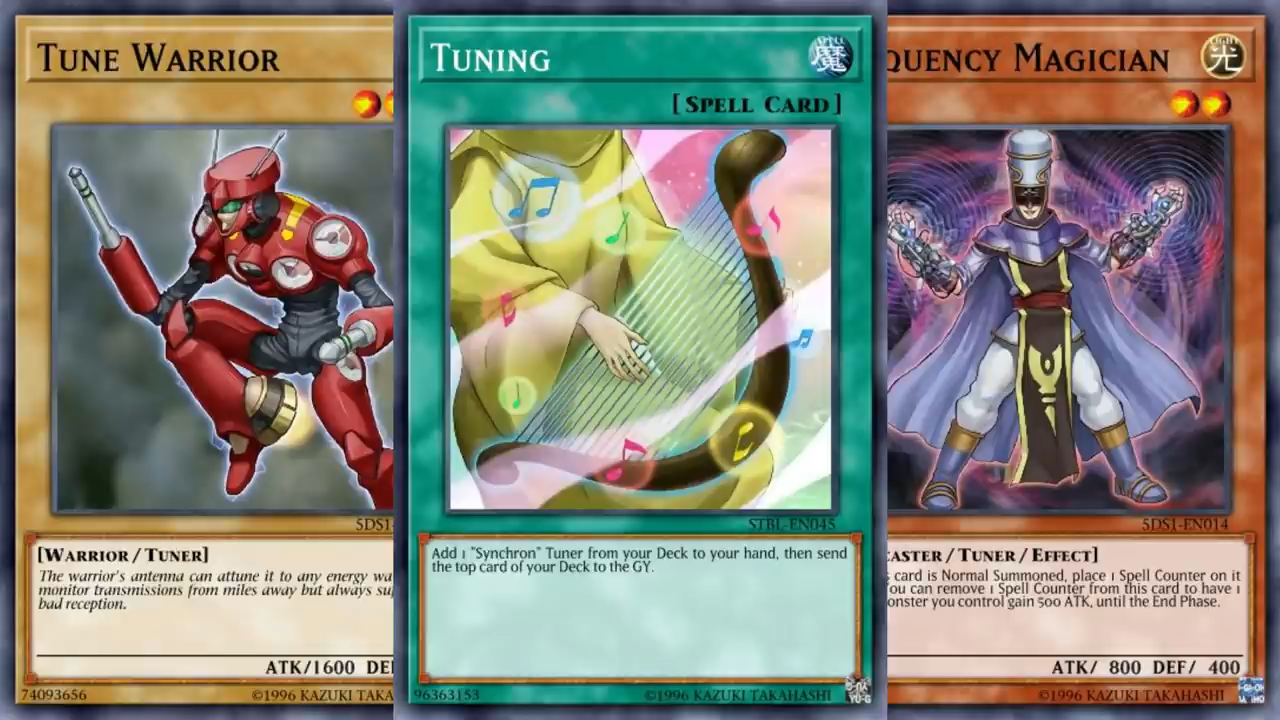 TUNE WARRIOR
5DS1-
[WARRIOR / TUNER]
The warrior's antenna can attune it to any energy wa
monitor transmissions from miles away but always su
bad reception.
ATK/1600 DE
74093656
©1996 KAZUKI TAKA
TUNING
魔
[ SPELL CARD ]
STBL-EN045
Add 1 "Synchron" Tuner from your Deck to your hand, then send
the top card of your Deck to the GY.
96363153
©1996 KAZUKI TAKAHASHI
QUENCY MAGICIAN
LIGHT
光
5DS1-EN014
CASTER / TUNER / EFFECT]
s card is Normal Summoned, place 1 Spell Counter on it
ou can remove 1 Spell Counter from this card to have 1
onster you control gain 500 ATK, until the End Phase.
ATK/ 800 DEF/ 400
©1996 KAZUKI TAKAHASHI